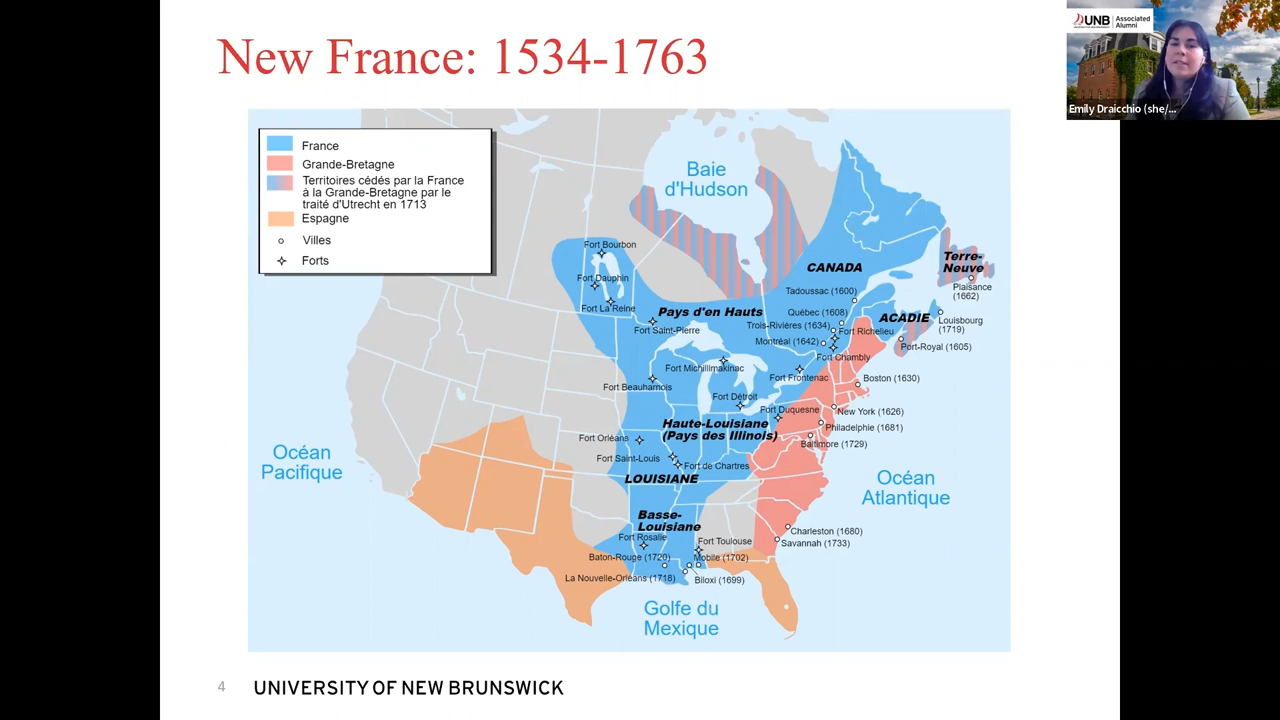 New France: 1534-1763
UNB
Associated
Alumni
Emily Draicchio (she/...
France
Grande-Bretagne
Territoires cédés par la France
à la Grande-Bretagne par le
traité d'Utrecht en 1713
Espagne
Villes
Forts
Baie
d'Hudson
Fort Bourbon
Fort Dauphin
Fort La Reine
CANADA
Terre-
Neuve
Plaisance
(1662)
Tadoussac (1600)
Pays d'en Hauts
Québec (1608)
ACADIE
Louisbourg
(1719)
Fort Saint-Pierre
Trois-Rivières (1634)
Fort Richelieu
Montréal (1642)
Port-Royal (1605)
Fort Chambly
Fort Michillimakinac
Fort Beauharnois
Fort Frontenac
Boston (1630)
Fort Détroit
Fort Duquesne
New York (1626)
Haute-Louisiane
(Pays des Illinois)
Philadelphie (1681)
Fort Orléans
Baltimore (1729)
Océan
Pacifique
Fort Saint-Louis
Fort de Chartres
LOUISIANE
Océan
Atlantique
Basse-
Louisiane
Fort Rosalie
Fort Toulouse
Charleston (1680)
Savannah (1733)
Baton-Rouge (1720)
Mobile (1702)
La Nouvelle-Orléans (1718)
Biloxi (1699)
Golfe du
Mexique
4
UNIVERSITY OF NEW BRUNSWICK